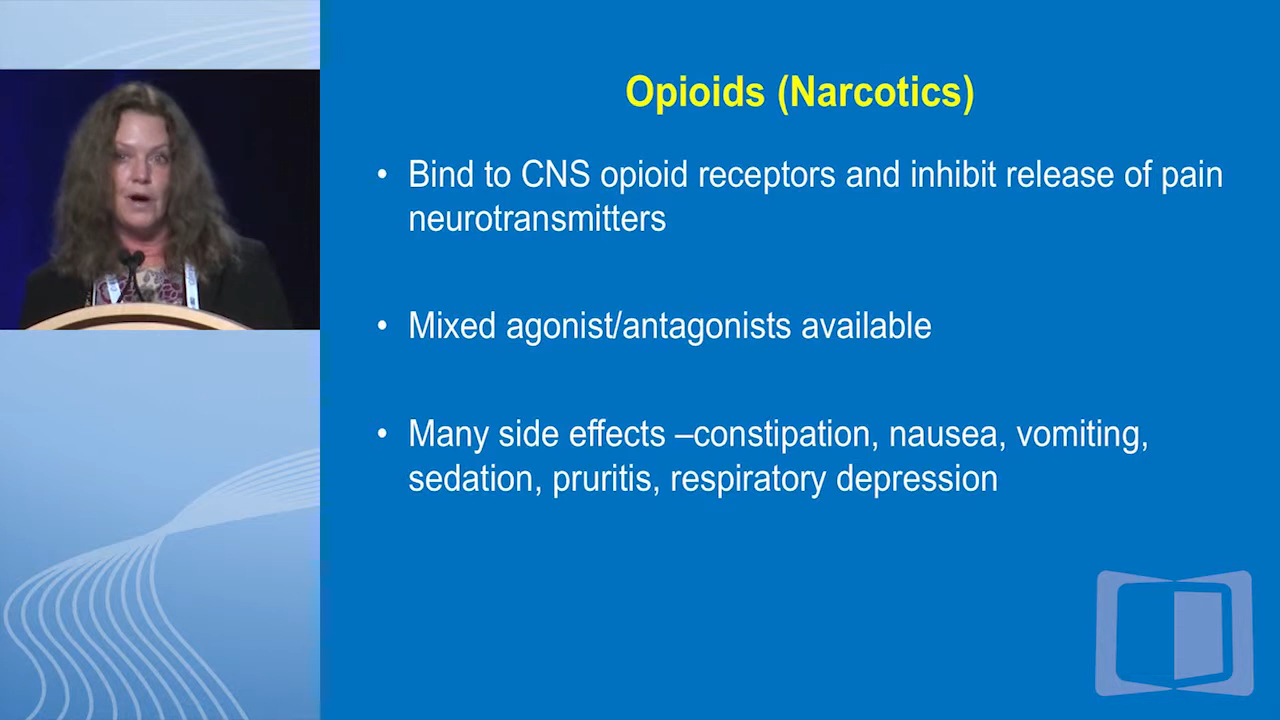 Opioids (Narcotics)
• Bind to CNS opioid receptors and inhibit release of pain
neurotransmitters
• Mixed agonist/antagonists available
• Many side effects –constipation, nausea, vomiting,
sedation, pruritis, respiratory depression